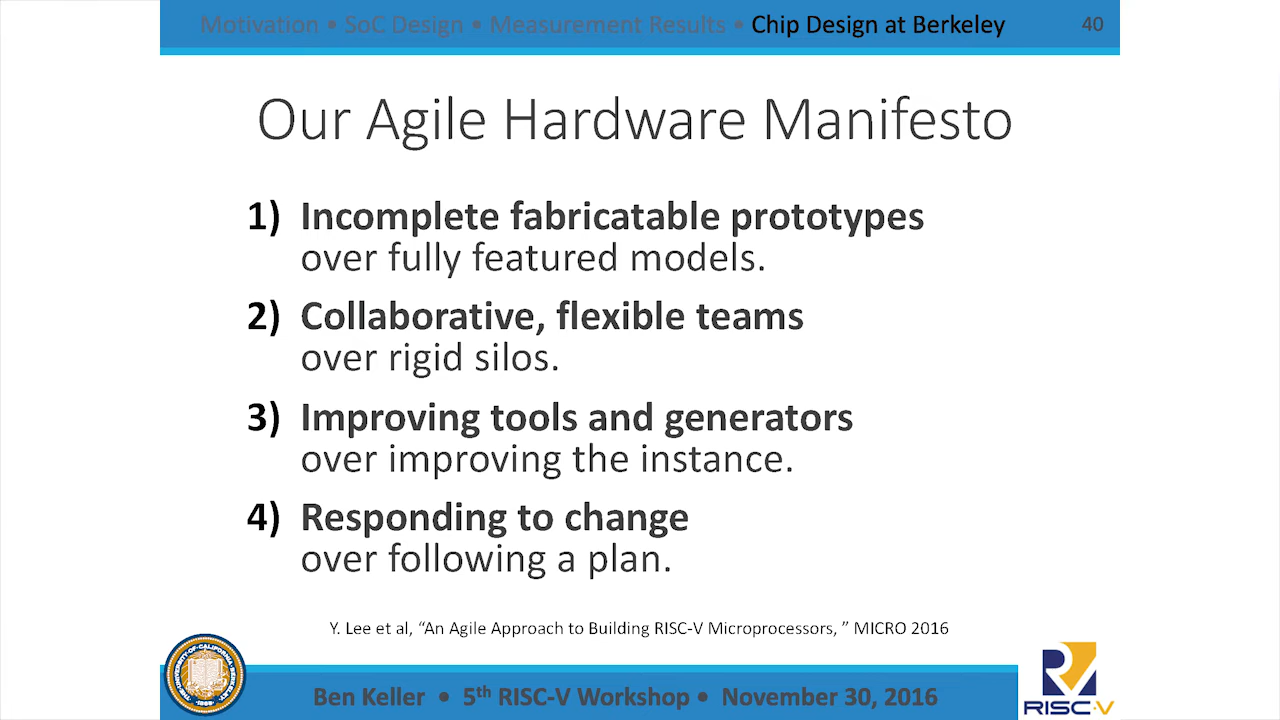 Motivation • SoC Design • Measurement Results • Chip Design at Berkeley 40
Our Agile Hardware Manifesto
1) Incomplete fabricatable prototypes
over fully featured models.
2) Collaborative, flexible teams
over rigid silos.
3) Improving tools and generators
over improving the instance.
4) Responding to change
over following a plan.
Y. Lee et al, “An Agile Approach to Building RISC-V Microprocessors, ” MICRO 2016
Ben Keller • 5th RISC-V Workshop • November 30, 2016
RISC-V